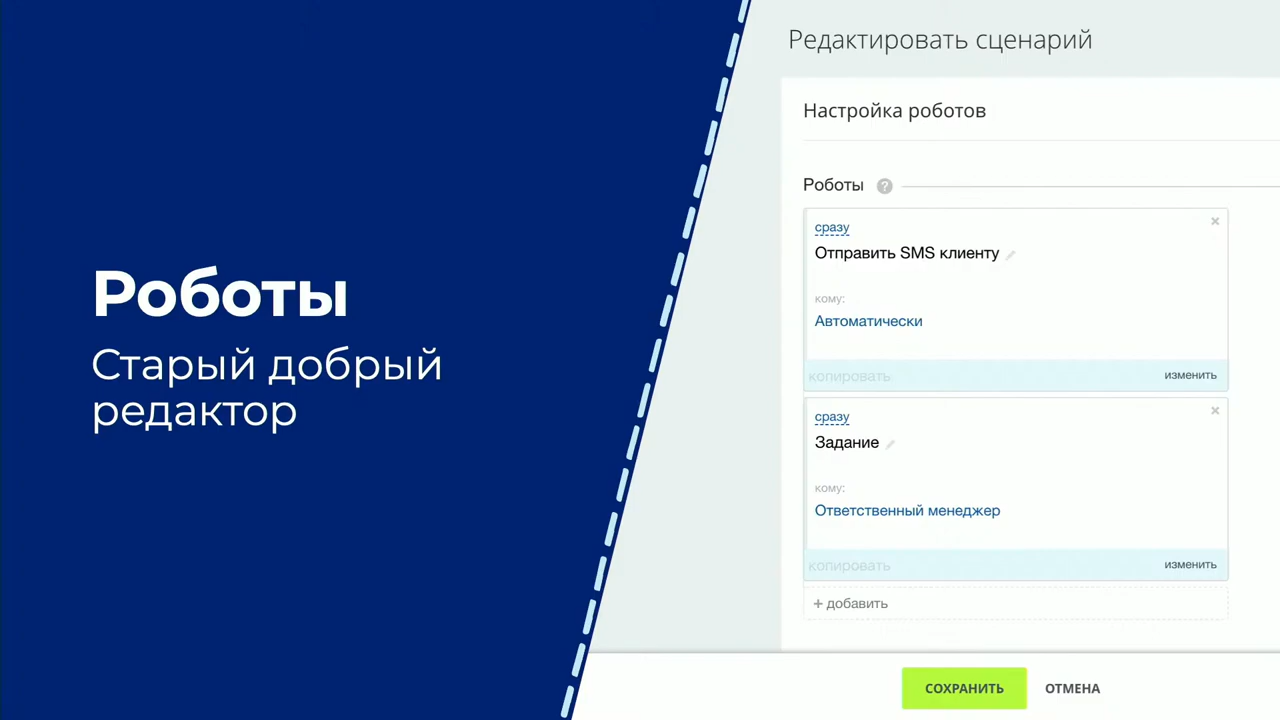 Роботы
Старый добрый
редактор
Редактировать сценарий
Настройка роботов
Роботы ?
сразу
Отправить SMS клиенту
кому:
Автоматически
копировать изменить
сразу
Задание
кому:
Ответственный менеджер
копировать изменить
+ добавить
СОХРАНИТЬ ОТМЕНА